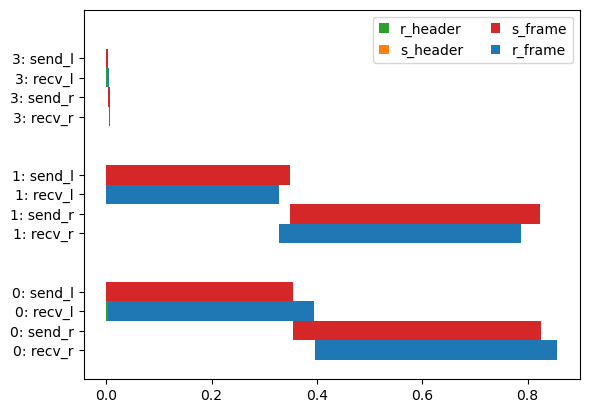 r_header s_frame
s_header r_frame
3: send_l
3: recv_l
3: send_r
3: recv_r
1: send_l
1: recv_l
1: send_r
1: recv_r
0: send_l
0: recv_l
0: send_r
0: recv_r
0.0 0.2 0.4 0.6 0.8